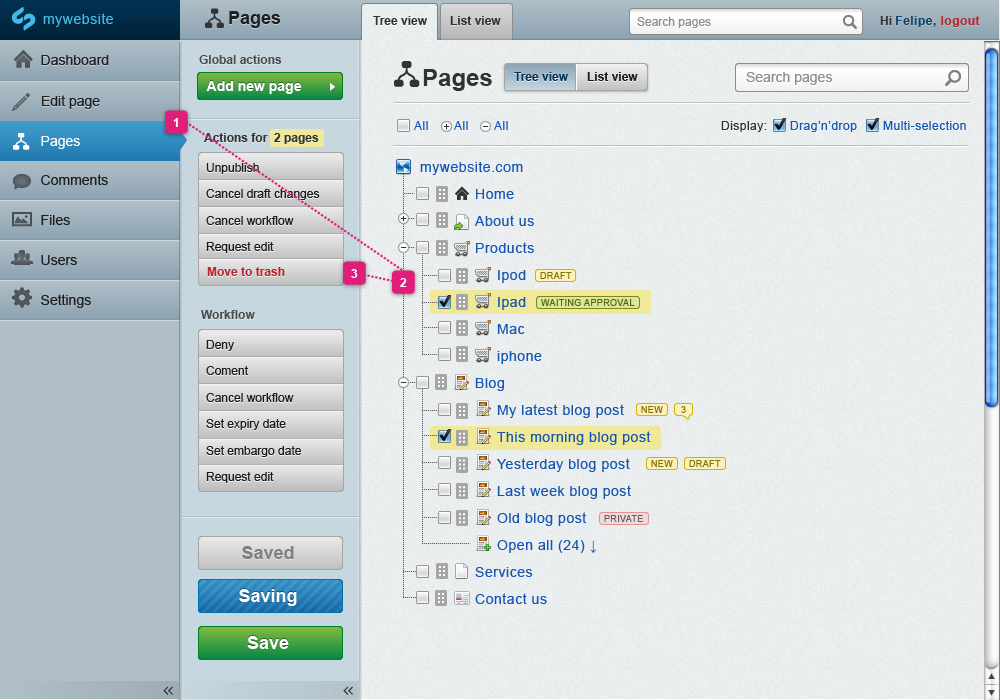 mywebsite
Dashboard
Edit page
Pages
Comments
Files
Users
Settings
Pages
Global actions
Add new page
Actions for 2 pages
Unpublish
Cancel draft changes
Cancel workflow
Request edit
Move to trash
Workflow
Deny
Coment
Cancel workflow
Set expiry date
Set embargo date
Request edit
Saved
Saving
Save
1
2
3
Tree view
List view
Search pages
Hi Felipe, logout
Pages
Tree view
List view
Search pages
All All All
Display: Drag'n'drop Multi-selection
mywebsite.com
Home
About us
Products
Ipod DRAFT
Ipad WAITING APPROVAL
Mac
iphone
Blog
My latest blog post NEW 3
This morning blog post
Yesterday blog post NEW DRAFT
Last week blog post
Old blog post PRIVATE
Open all (24) ↓
Services
Contact us
«
«